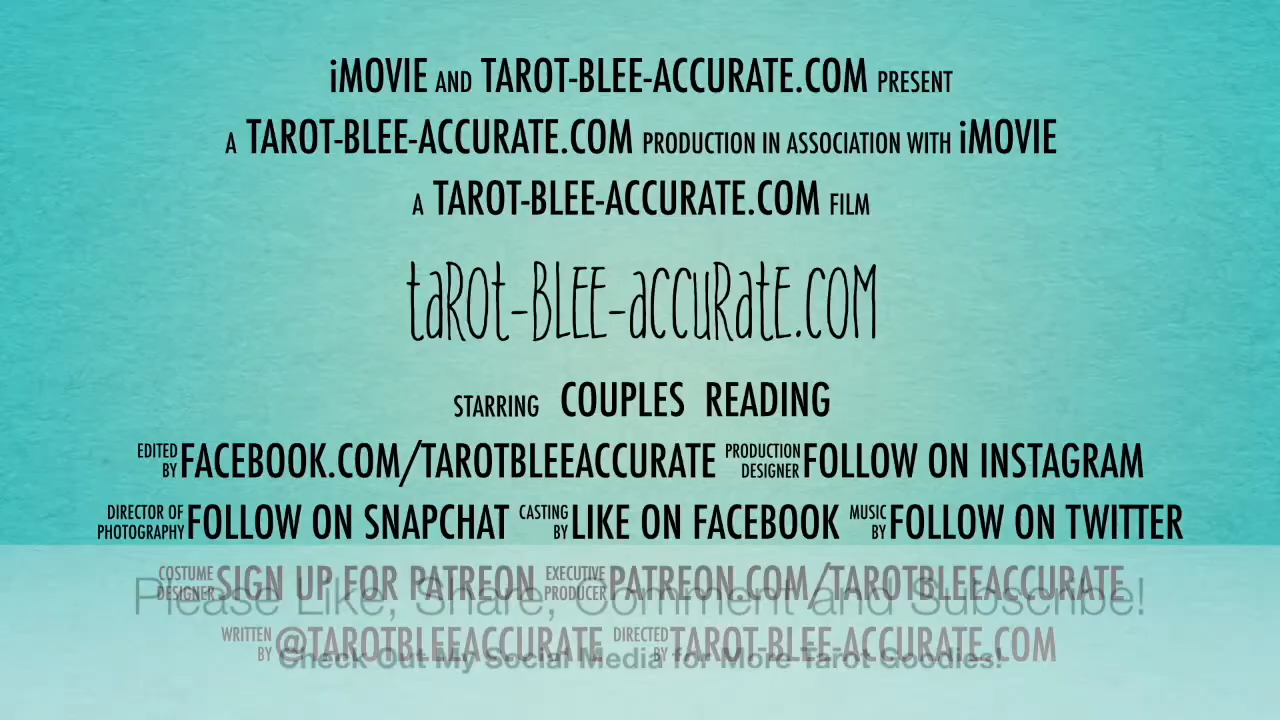 iMOVIE AND TAROT-BLEE-ACCURATE.COM PRESENT
A TAROT-BLEE-ACCURATE.COM PRODUCTION IN ASSOCIATION WITH iMOVIE
A TAROT-BLEE-ACCURATE.COM FILM
taRot-BLEE-accuRatE.coM
STARRING COUPLES READING
EDITED BY FACEBOOK.COM/TAROTBLEEACCURATE PRODUCTION DESIGNER FOLLOW ON INSTAGRAM
DIRECTOR OF PHOTOGRAPHY FOLLOW ON SNAPCHAT CASTING BY LIKE ON FACEBOOK MUSIC BY FOLLOW ON TWITTER
COSTUME DESIGNER SIGN UP FOR PATREON EXECUTIVE PRODUCER PATREON.COM/TAROTBLEEACCURATE
Please Like, Share, Comment and Subscribe!
WRITTEN BY @TAROTBLEEACCURATE DIRECTED BY TAROT-BLEE-ACCURATE.COM
Check Out My Social Media for More Tarot Goodies!